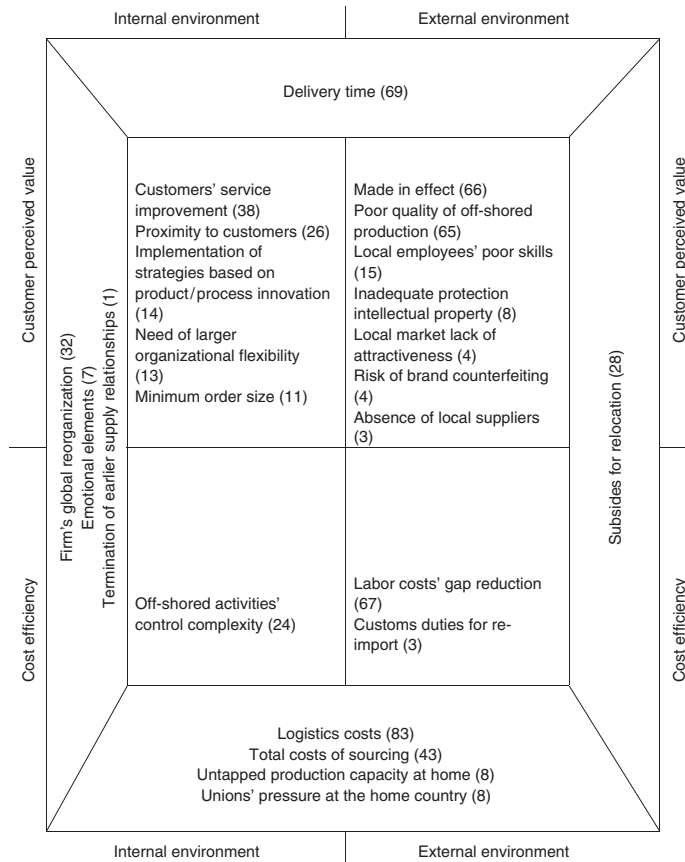 Internal environment
External environment
Delivery time (69)
Customer perceived value
Cost efficiency
Firm's global reorganization (32)
Emotional elements (7)
Termination of earlier supply relationships (1)
Customers' service
improvement (38)
Proximity to customers (26)
Implementation of
strategies based on
product/process innovation
(14)
Need of larger
organizational flexibility
(13)
Minimum order size (11)
Made in effect (66)
Poor quality of off-shored
production (65)
Local employees' poor skills
(15)
Inadequate protection
intellectual property (8)
Local market lack of
attractiveness (4)
Risk of brand counterfeiting
(4)
Absence of local suppliers
(3)
Off-shored activities'
control complexity (24)
Labor costs' gap reduction
(67)
Customs duties for re-
import (3)
Subsides for relocation (28)
Customer perceived value
Cost efficiency
Logistics costs (83)
Total costs of sourcing (43)
Untapped production capacity at home (8)
Unions' pressure at the home country (8)
Internal environment
External environment